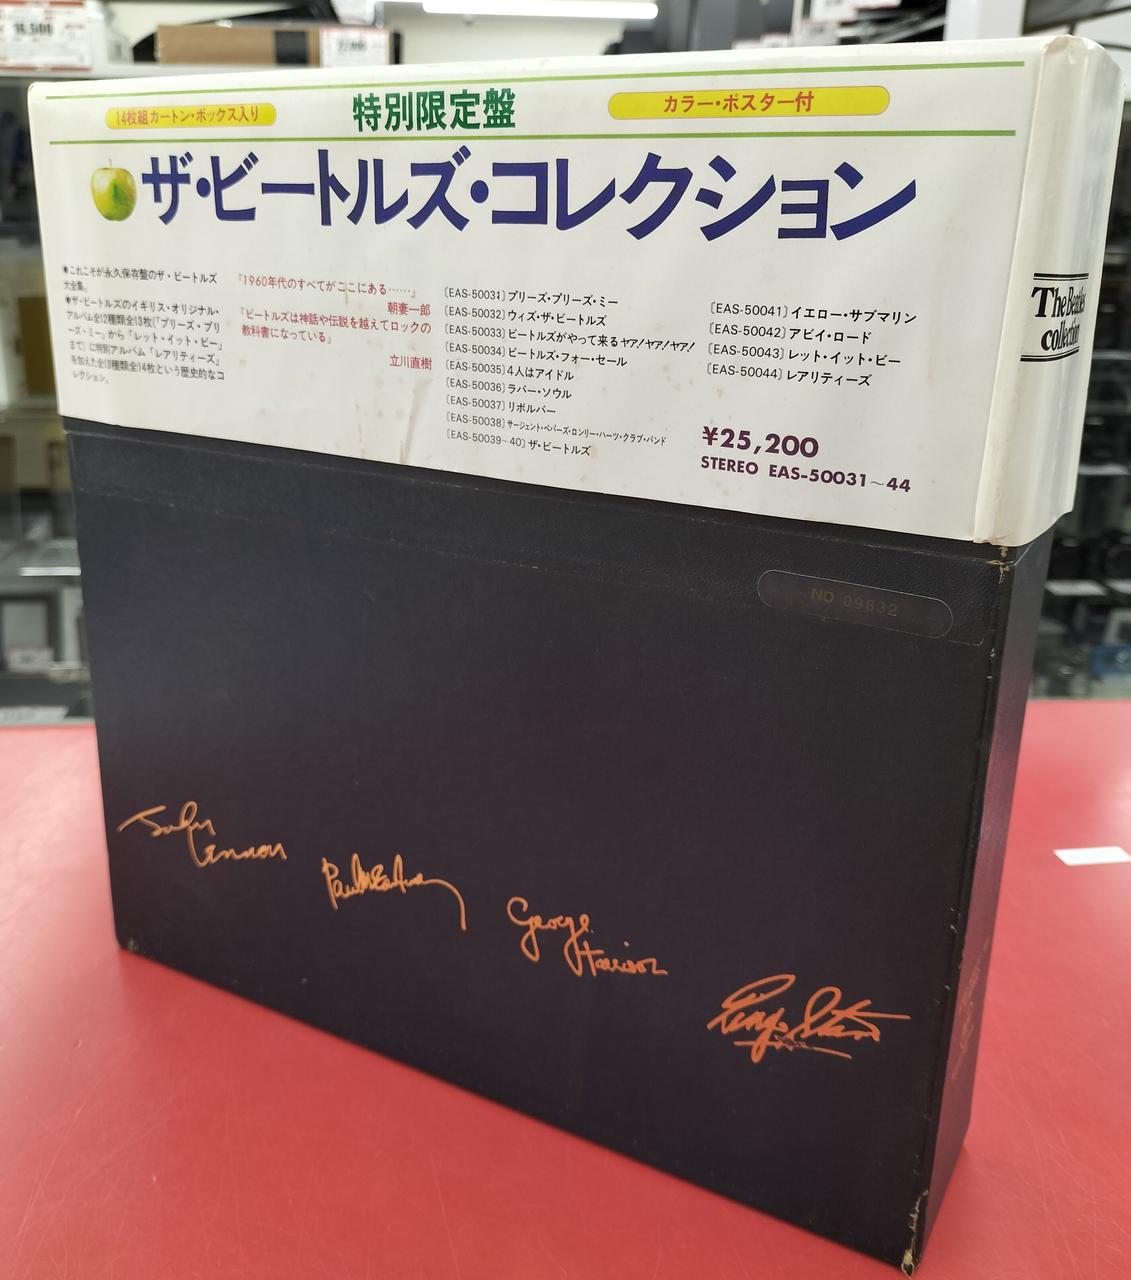 14枚組カートン・ボックス入り
特別限定盤
カラー・ポスター付
ザ・ビートルズ・コレクション
●これこそが永久保存盤のザ・ビートルズ
大全集。
●ザ・ビートルズのイギリス・オリジナル・
アルバム全12種類全13枚(「プリーズ・プリ
ーズ・ミー」から「レット・イット・ビー」
まで)に特別アルバム「レアリティーズ」
を加えた全13種類全14枚という歴史的なコ
レクション。
『1960年代のすべてがここにある……』
朝妻一郎
『ビートルズは神話や伝説を越えてロックの
教科書になっている』
立川直樹
〔EAS-50031〕プリーズ・プリーズ・ミー
〔EAS-50032〕ウィズ・ザ・ビートルズ
〔EAS-50033〕ビートルズがやって来るヤァ!ヤァ!ヤァ!
〔EAS-50034〕ビートルズ・フォー・セール
〔EAS-50035〕4人はアイドル
〔EAS-50036〕ラバー・ソウル
〔EAS-50037〕リボルバー
〔EAS-50038〕サージェント・ペパーズ・ロンリー・ハーツ・クラブ・バンド
〔EAS-50039~40〕ザ・ビートルズ
〔EAS-50041〕イエロー・サブマリン
〔EAS-50042〕アビイ・ロード
〔EAS-50043〕レット・イット・ビー
〔EAS-50044〕レアリティーズ
¥25,200
STEREO EAS-50031~44
The Beatles
collection
NO 09832
John
Lennon
Paul McCartney
George
Harrison
Ringo Starr